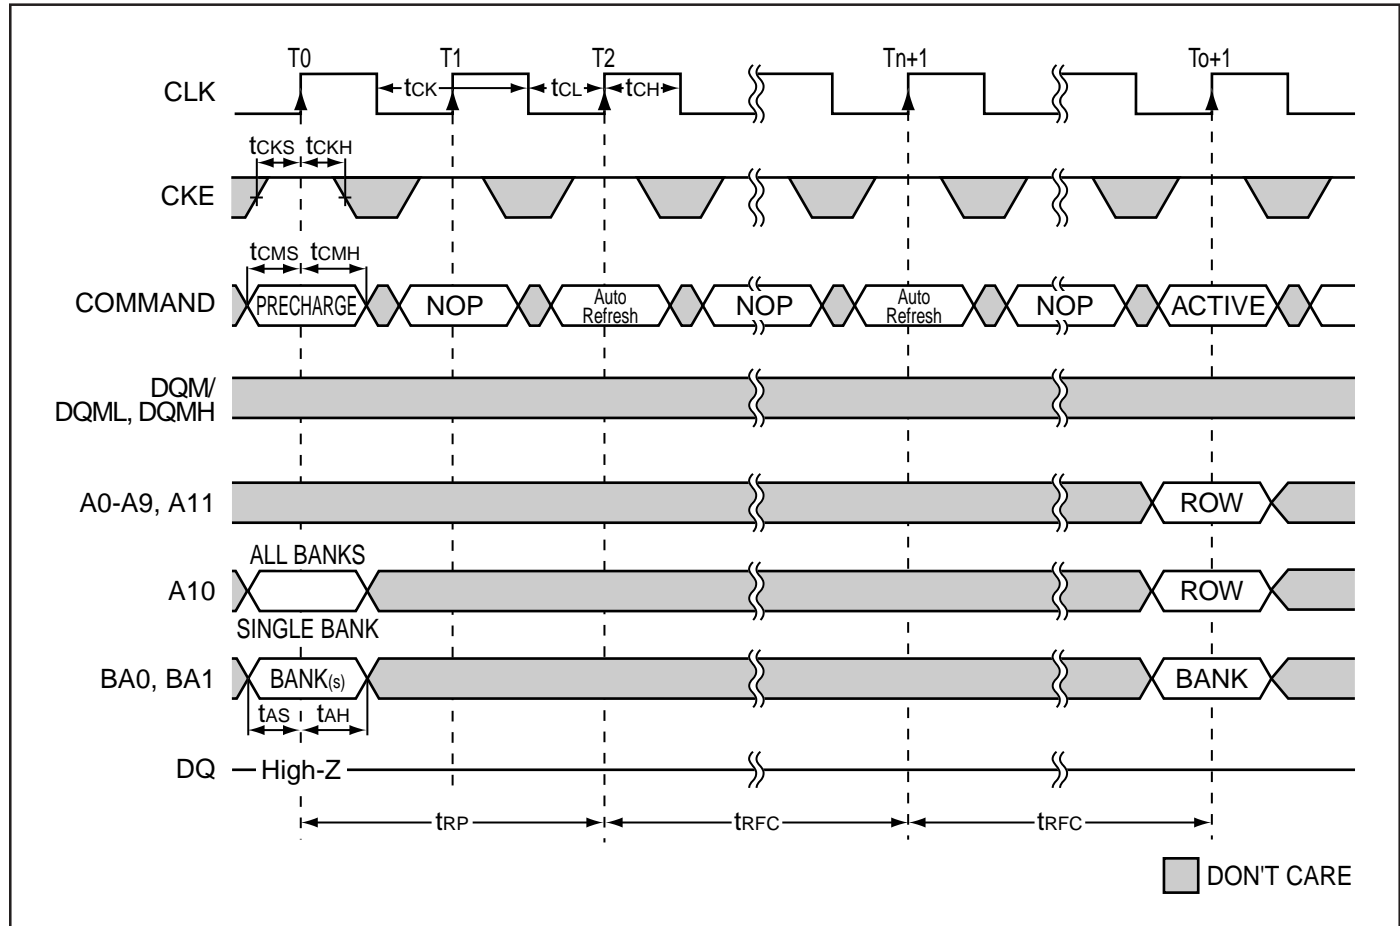 T0 T1 T2 Tn+1 To+1
CLK tCK tCL tCH
tCKS tCKH
CKE
tCMS tCMH
COMMAND PRECHARGE NOP Auto Refresh NOP Auto Refresh NOP ACTIVE
DQM/
DQML, DQMH
A0-A9, A11 ROW
ALL BANKS
A10 ROW
SINGLE BANK
BA0, BA1 BANK(s) BANK
tAS tAH
DQ High-Z
tRP tRFC tRFC
DON'T CARE